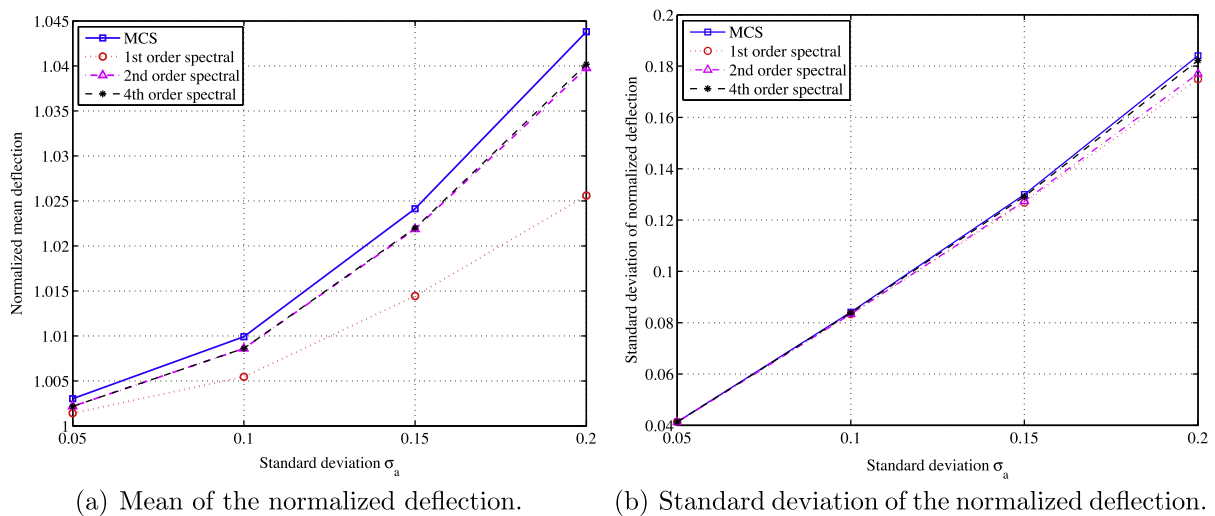 1.045
1.04
1.035
1.03
1.025
1.02
1.015
1.01
1.005
1
Normalized mean deflection
MCS
1st order spectral
2nd order spectral
4th order spectral
0.05
0.1
0.15
0.2
Standard deviation σa
(a) Mean of the normalized deflection.
0.2
0.18
0.16
0.14
0.12
0.1
0.08
0.06
0.04
Standard deviation of normalized deflection
MCS
1st order spectral
2nd order spectral
4th order spectral
0.05
0.1
0.15
0.2
Standard deviation σa
(b) Standard deviation of the normalized deflection.